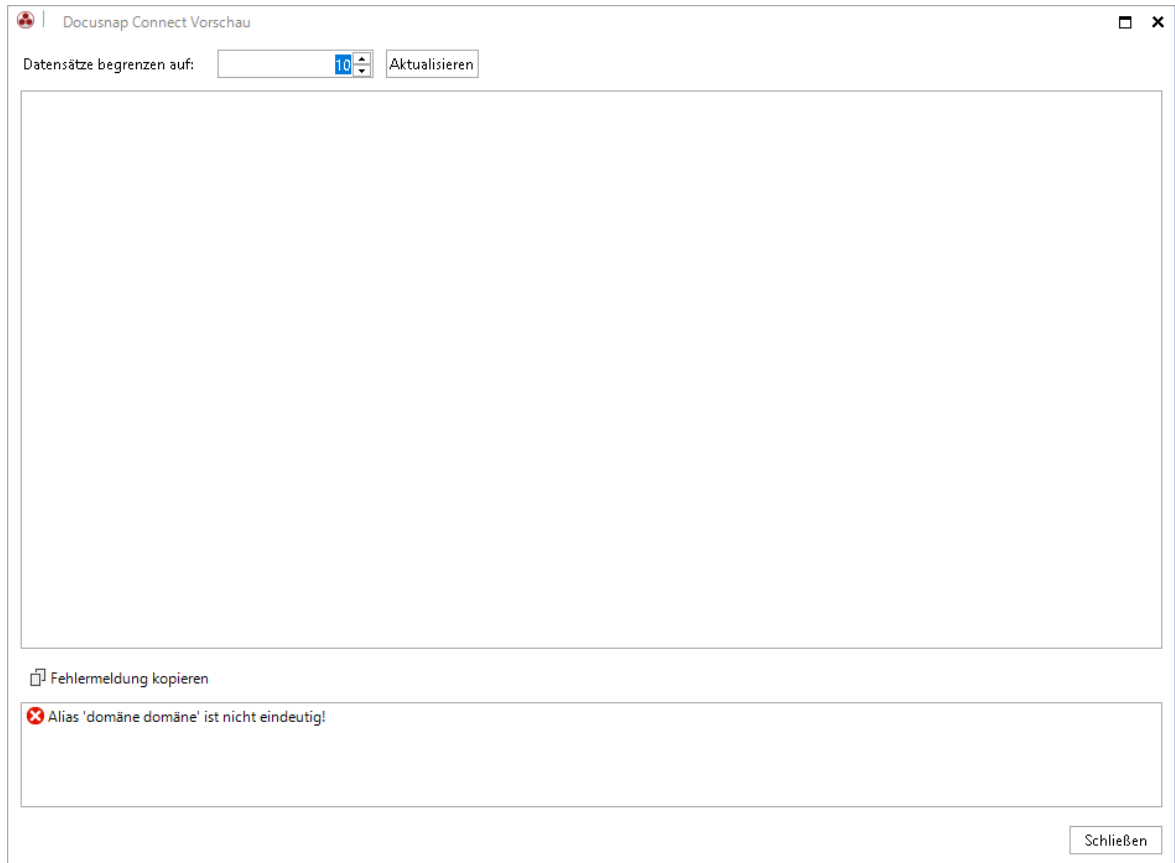 Docusnap Connect Vorschau
Datensätze begrenzen auf: 10 Aktualisieren
Fehlermeldung kopieren
Alias 'domäne domäne' ist nicht eindeutig!
Schließen